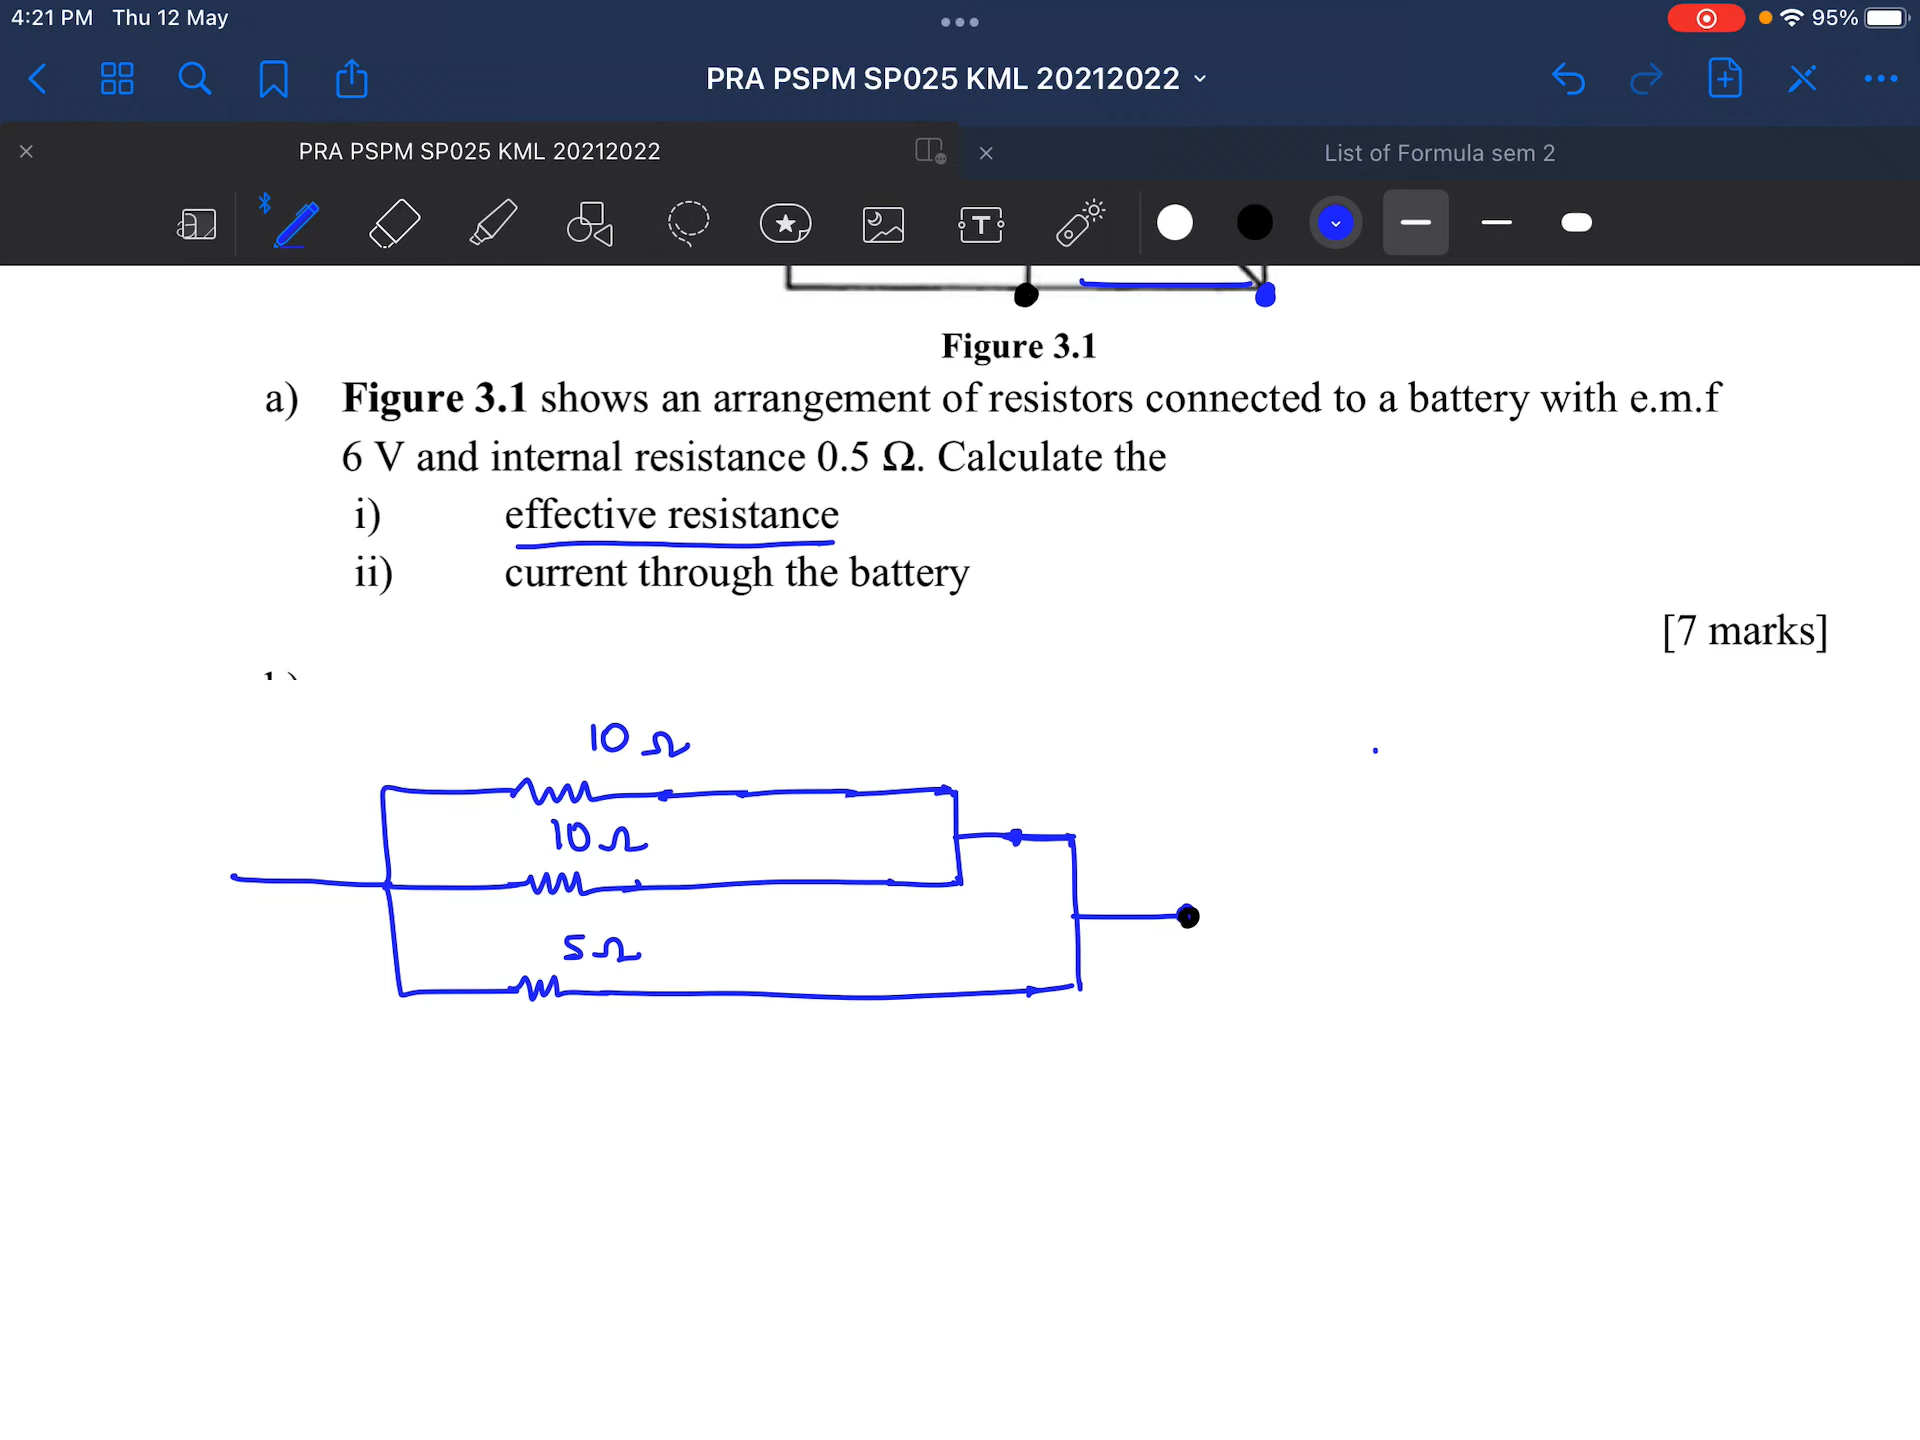 4:21 PM Thu 12 May
95%
PRA PSPM SP025 KML 20212022
PRA PSPM SP025 KML 20212022
List of Formula sem 2
Figure 3.1
a) Figure 3.1 shows an arrangement of resistors connected to a battery with e.m.f
6 V and internal resistance 0.5 Ω. Calculate the
i) effective resistance
ii) current through the battery
[7 marks]
10 Ω
10 Ω
5 Ω